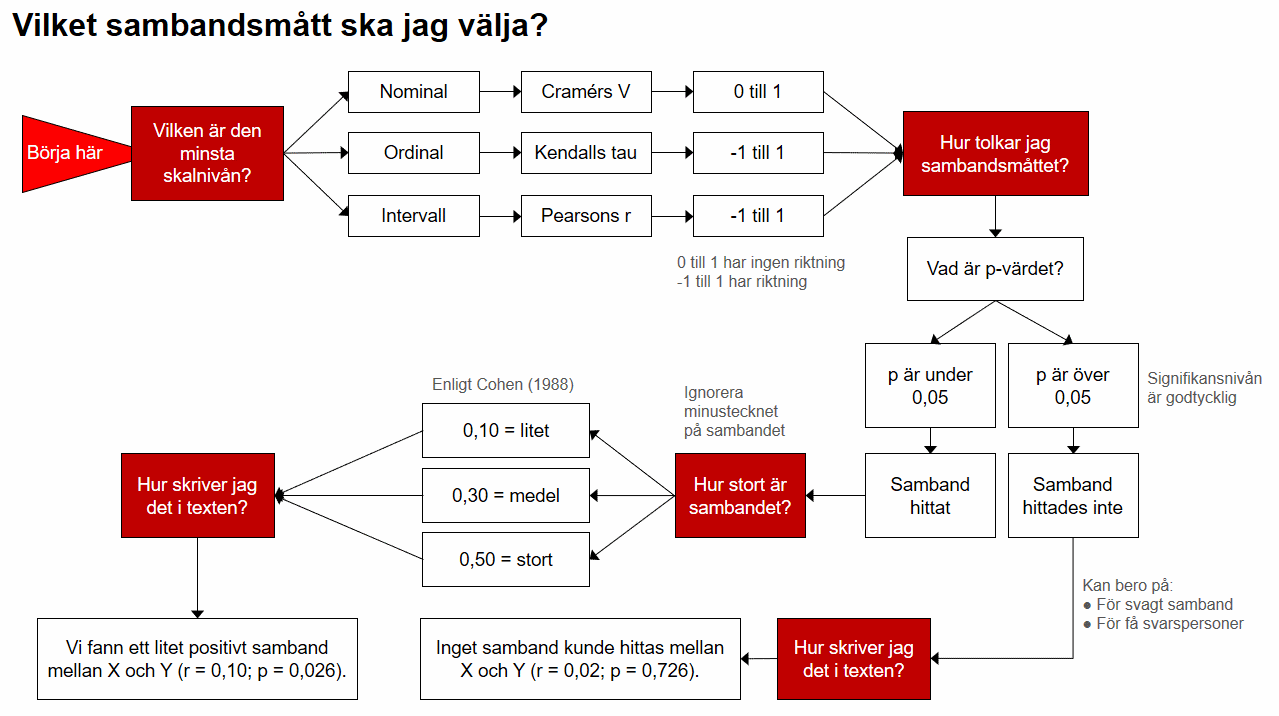 Vilket sambandsmått ska jag välja?
Börja här
Vilken är den
minsta
skalnivån?
Nominal
Cramérs V
0 till 1
Ordinal
Kendalls tau
-1 till 1
Intervall
Pearsons r
-1 till 1
0 till 1 har ingen riktning
-1 till 1 har riktning
Hur tolkar jag
sambandsmåttet?
Vad är p-värdet?
p är under
0,05
p är över
0,05
Signifikansnivån
är godtycklig
Samband
hittat
Samband
hittades inte
Ignorera
minustecknet
på sambandet
Hur stort är
sambandet?
Enligt Cohen (1988)
0,10 = litet
0,30 = medel
0,50 = stort
Hur skriver jag
det i texten?
Vi fann ett litet positivt samband
mellan X och Y (r = 0,10; p = 0,026).
Kan bero på:
● För svagt samband
● För få svarspersoner
Hur skriver jag
det i texten?
Inget samband kunde hittas mellan
X och Y (r = 0,02; p = 0,726).